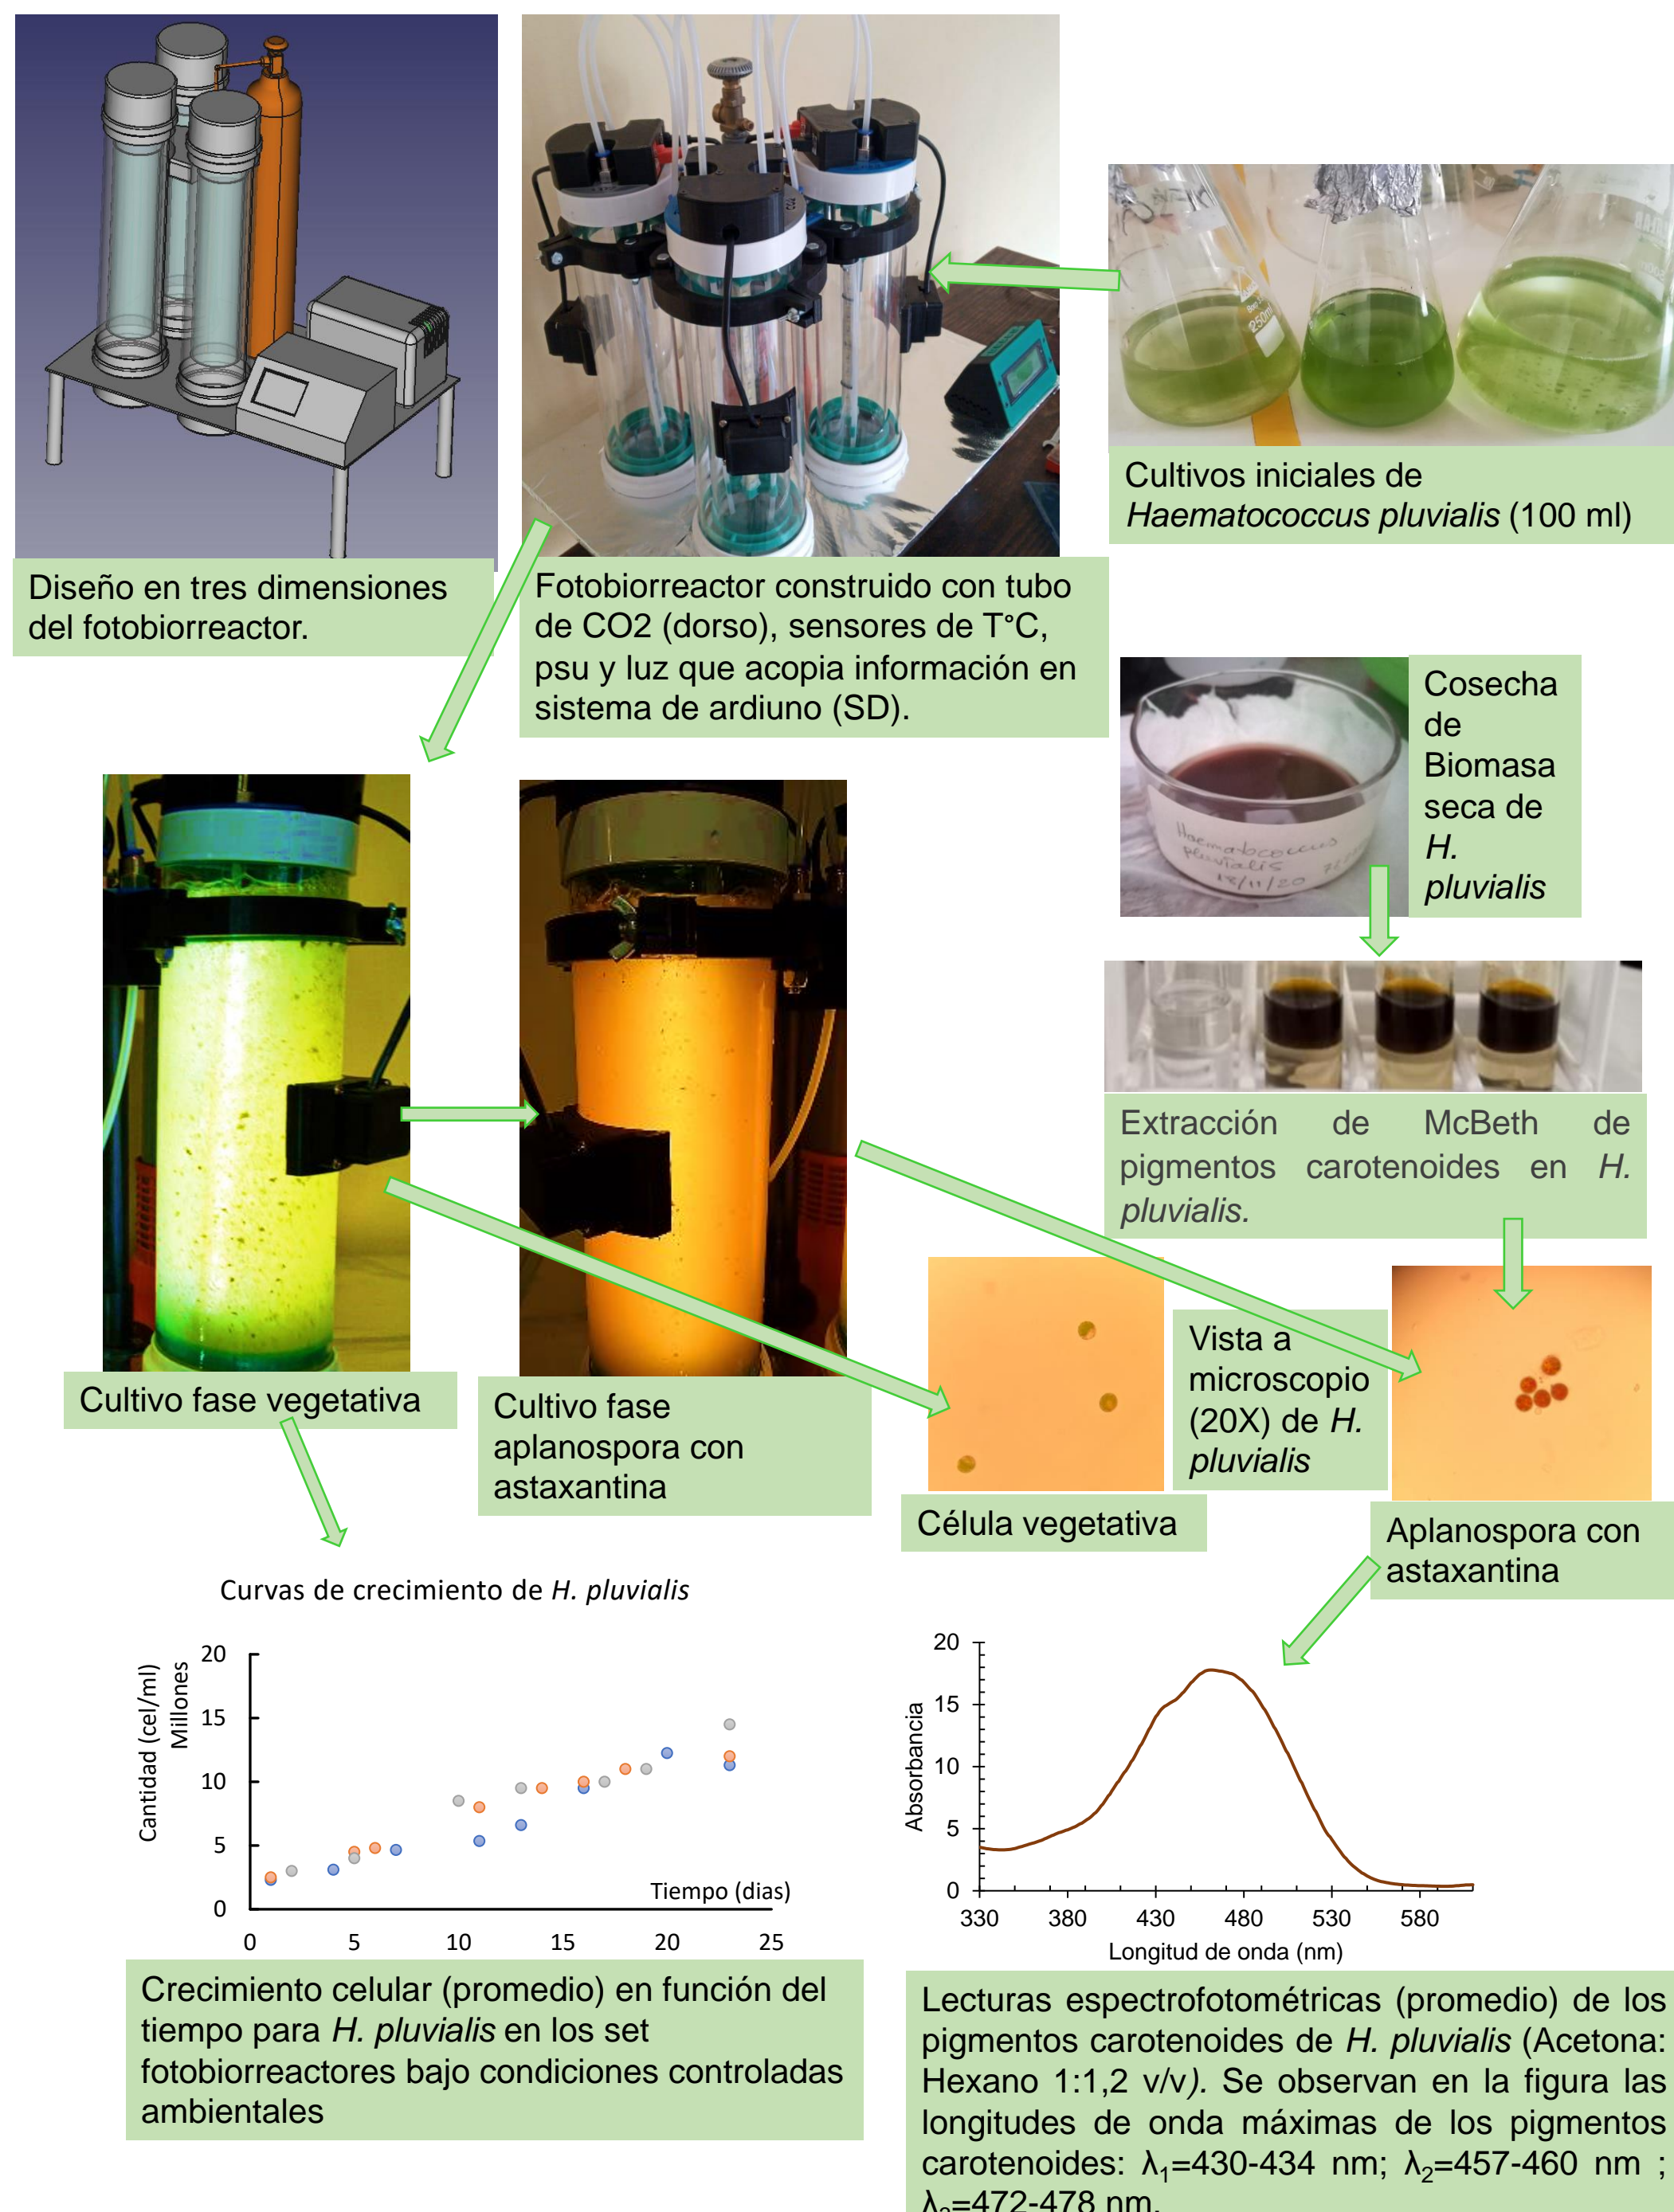 Cultivos iniciales de
Haematococcus pluvialis (100 ml)
Diseño en tres dimensiones
del fotobiorreactor.
Fotobiorreactor construido con tubo
de CO2 (dorso), sensores de T°C,
psu y luz que acopia información en
sistema de ardiuno (SD).
Cosecha
de
Biomasa
seca de
H.
pluvialis
Haematococcus
pluvialis
18/11/20
Extracción de McBeth de
pigmentos carotenoides en H.
pluvialis.
Cultivo fase vegetativa
Cultivo fase
aplanospora con
astaxantina
Vista a
microscopio
(20X) de H.
pluvialis
Célula vegetativa
Aplanospora con
astaxantina
Curvas de crecimiento de H. pluvialis
Cantidad (cel/ml)
Millones
20
15
10
5
0
Tiempo (dias)
0 5 10 15 20 25
Crecimiento celular (promedio) en función del
tiempo para H. pluvialis en los set
fotobiorreactores bajo condiciones controladas
ambientales
Absorbancia
20
15
10
5
0
330 380 430 480 530 580
Longitud de onda (nm)
Lecturas espectrofotométricas (promedio) de los
pigmentos carotenoides de H. pluvialis (Acetona:
Hexano 1:1,2 v/v). Se observan en la figura las
longitudes de onda máximas de los pigmentos
carotenoides: λ₁=430-434 nm; λ₂=457-460 nm ;
λ₃=472-478 nm.